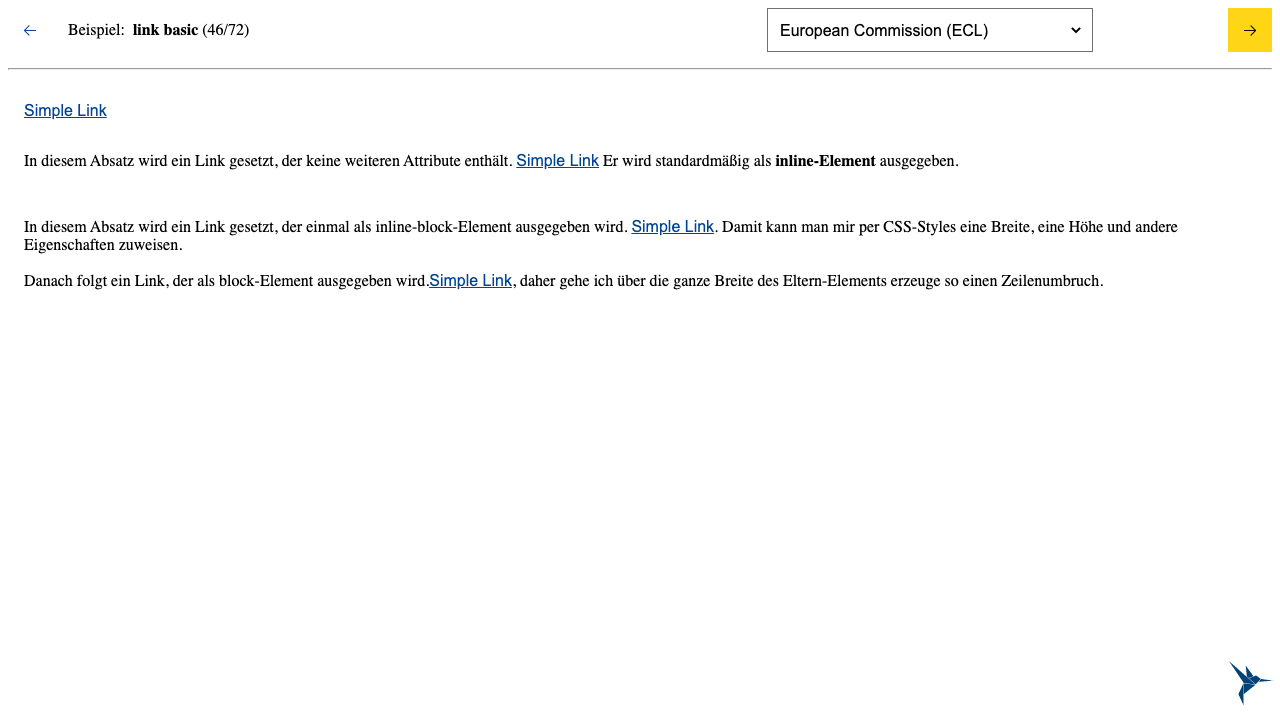 Beispiel: link basic (46/72)
European Commission (ECL)
Simple Link
In diesem Absatz wird ein Link gesetzt, der keine weiteren Attribute enthält. Simple Link Er wird standardmäßig als inline-Element ausgegeben.
In diesem Absatz wird ein Link gesetzt, der einmal als inline-block-Element ausgegeben wird. Simple Link. Damit kann man mir per CSS-Styles eine Breite, eine Höhe und andere
Eigenschaften zuweisen.
Danach folgt ein Link, der als block-Element ausgegeben wird.Simple Link, daher gehe ich über die ganze Breite des Eltern-Elements erzeuge so einen Zeilenumbruch.